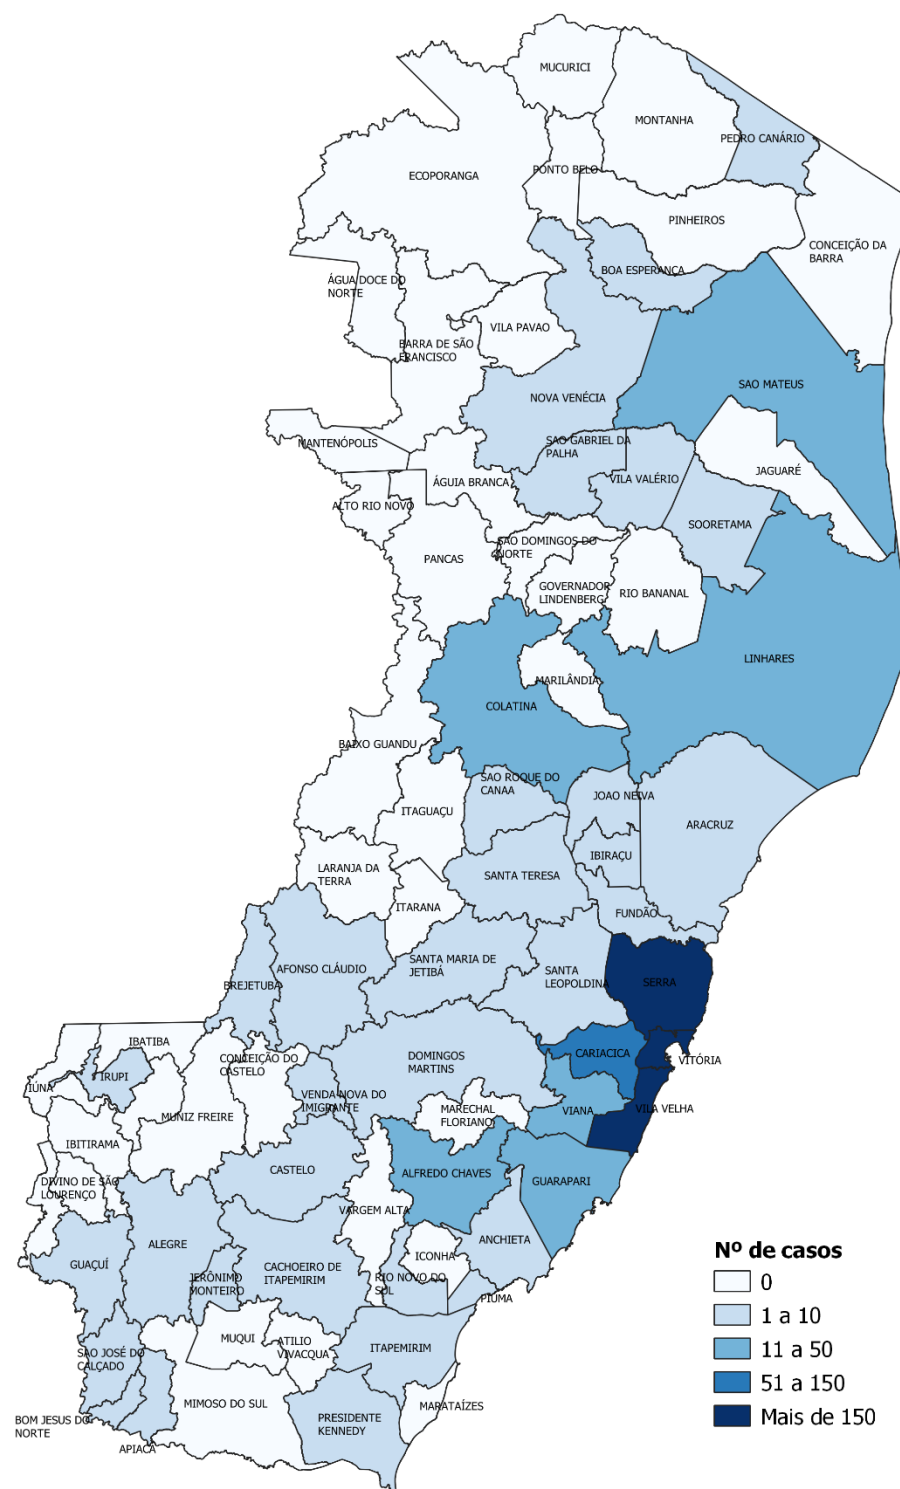 MUCURICI
MONTANHA
PEDRO CANÁRIO
ECOPORANGA
PONTO BELO
PINHEIROS
CONCEIÇÃO DA
BARRA
BOA ESPERANÇA
ÁGUA DOCE DO
NORTE
VILA PAVAO
BARRA DE SÃO
FRANCISCO
SAO MATEUS
NOVA VENÉCIA
MANTENÓPOLIS
SAO GABRIEL DA
PALHA
JAGUARÉ
VILA VALÉRIO
ÁGUIA BRANCA
ALTO RIO NOVO
SOORETAMA
SAO DOMINGOS DO
NORTE
PANCAS
GOVERNADOR
LINDENBERG
RIO BANANAL
LINHARES
MARILÂNDIA
COLATINA
BAIXO GUANDU
SAO ROQUE DO
CANAA
JOAO NEIVA
ITAGUAÇU
ARACRUZ
IBIRAÇU
LARANJA DA
TERRA
SANTA TERESA
ITARANA
FUNDÃO
SANTA MARIA DE
JETIBÁ
AFONSO CLÁUDIO
SANTA
LEOPOLDINA
SERRA
BREJETUBA
IBATIBA
CARIACICA
VITÓRIA
CONCEIÇÃO DO
CASTELO
DOMINGOS
MARTINS
IRUPI
IÚNA
VENDA NOVA DO
IMIGRANTE
MUNIZ FREIRE
MARECHAL
FLORIANO
VIANA
VILA VELHA
IBITIRAMA
CASTELO
ALFREDO CHAVES
GUARAPARI
DIVINO DE SÃO
LOURENÇO
VARGEM ALTA
ALEGRE
ANCHIETA
ICONHA
GUAÇUÍ
CACHOEIRO DE
ITAPEMIRIM
JERÔNIMO
MONTEIRO
RIO NOVO DO
SUL
PIUMA
MUQUI
ATILIO
VIVACQUA
ITAPEMIRIM
SAO JOSÉ DO
CALÇADO
MIMOSO DO SUL
MARATAÍZES
PRESIDENTE
KENNEDY
BOM JESUS DO
NORTE
APIACÁ
Nº de casos
0
1 a 10
11 a 50
51 a 150
Mais de 150